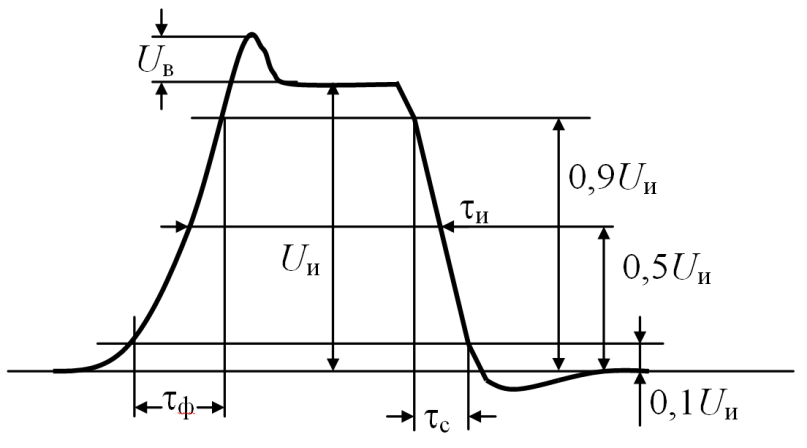 Uв
0,9Uи
τи
Uи
0,5Uи
τф
τс
0,1Uи